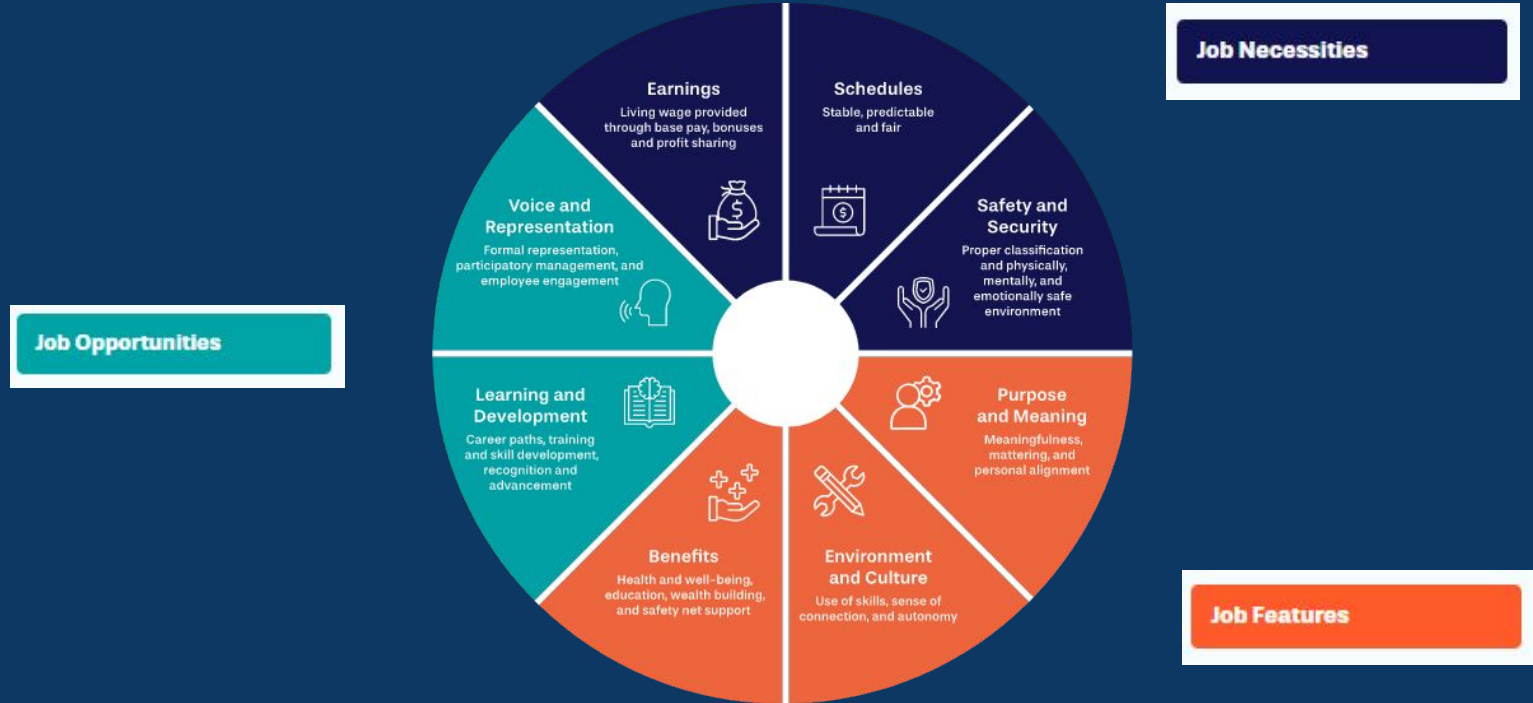 Job Necessities
Earnings
Living wage provided
through base pay, bonuses
and profit sharing
Schedules
Stable, predictable
and fair
Safety and
Security
Proper classification
and physically,
mentally, and
emotionally safe
environment
Voice and
Representation
Formal representation,
participatory management, and
employee engagement
Job Opportunities
Learning and
Development
Career paths, training
and skill development,
recognition and
advancement
Purpose
and Meaning
Meaningfulness,
mattering, and
personal alignment
Benefits
Health and well-being,
education, wealth building,
and safety net support
Environment
and Culture
Use of skills, sense of
connection, and autonomy
Job Features